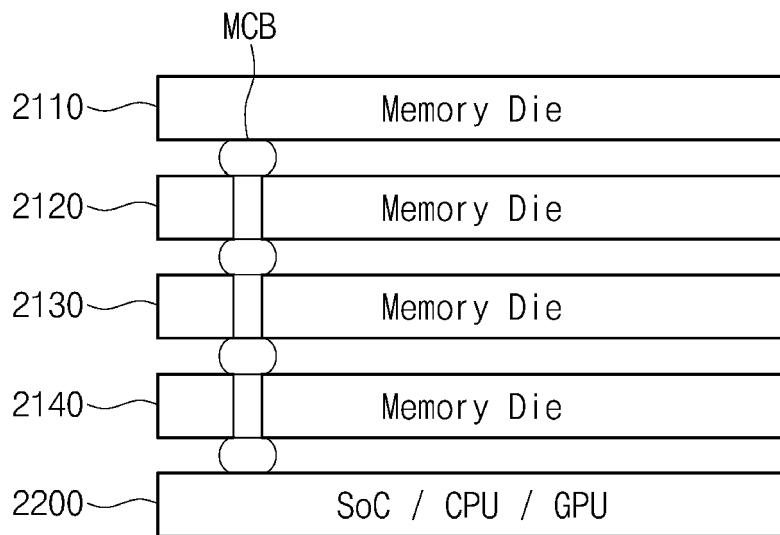 MCB
2110 Memory Die
2120 Memory Die
2130 Memory Die
2140 Memory Die
2200 SoC / CPU / GPU